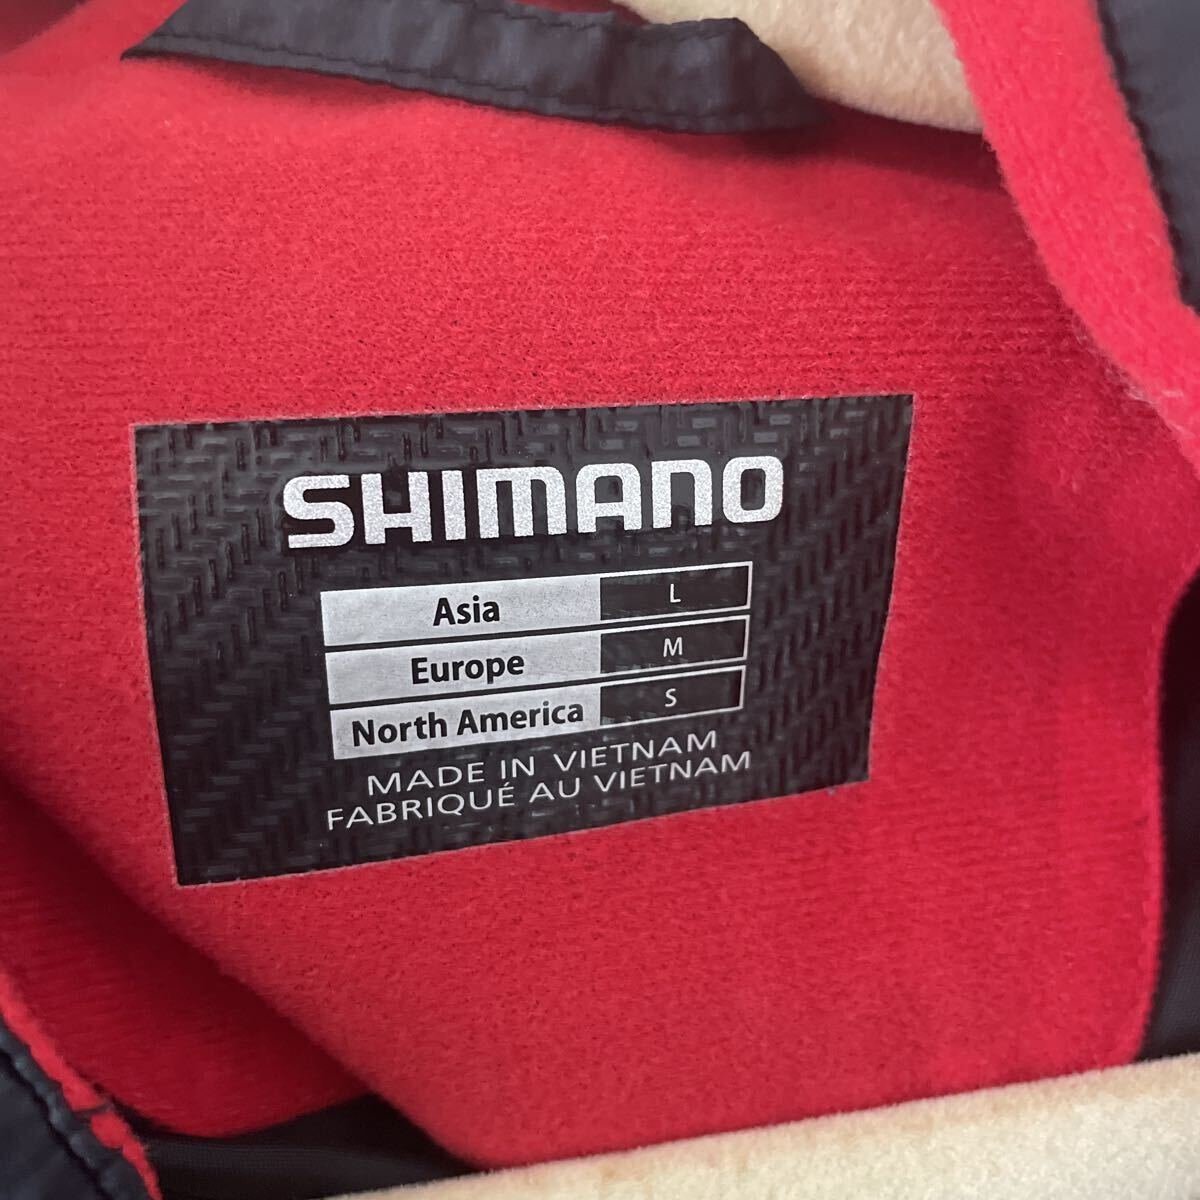 SHIMANO
Asia L
Europe M
North America S
MADE IN VIETNAM
FABRIQUÉ AU VIETNAM